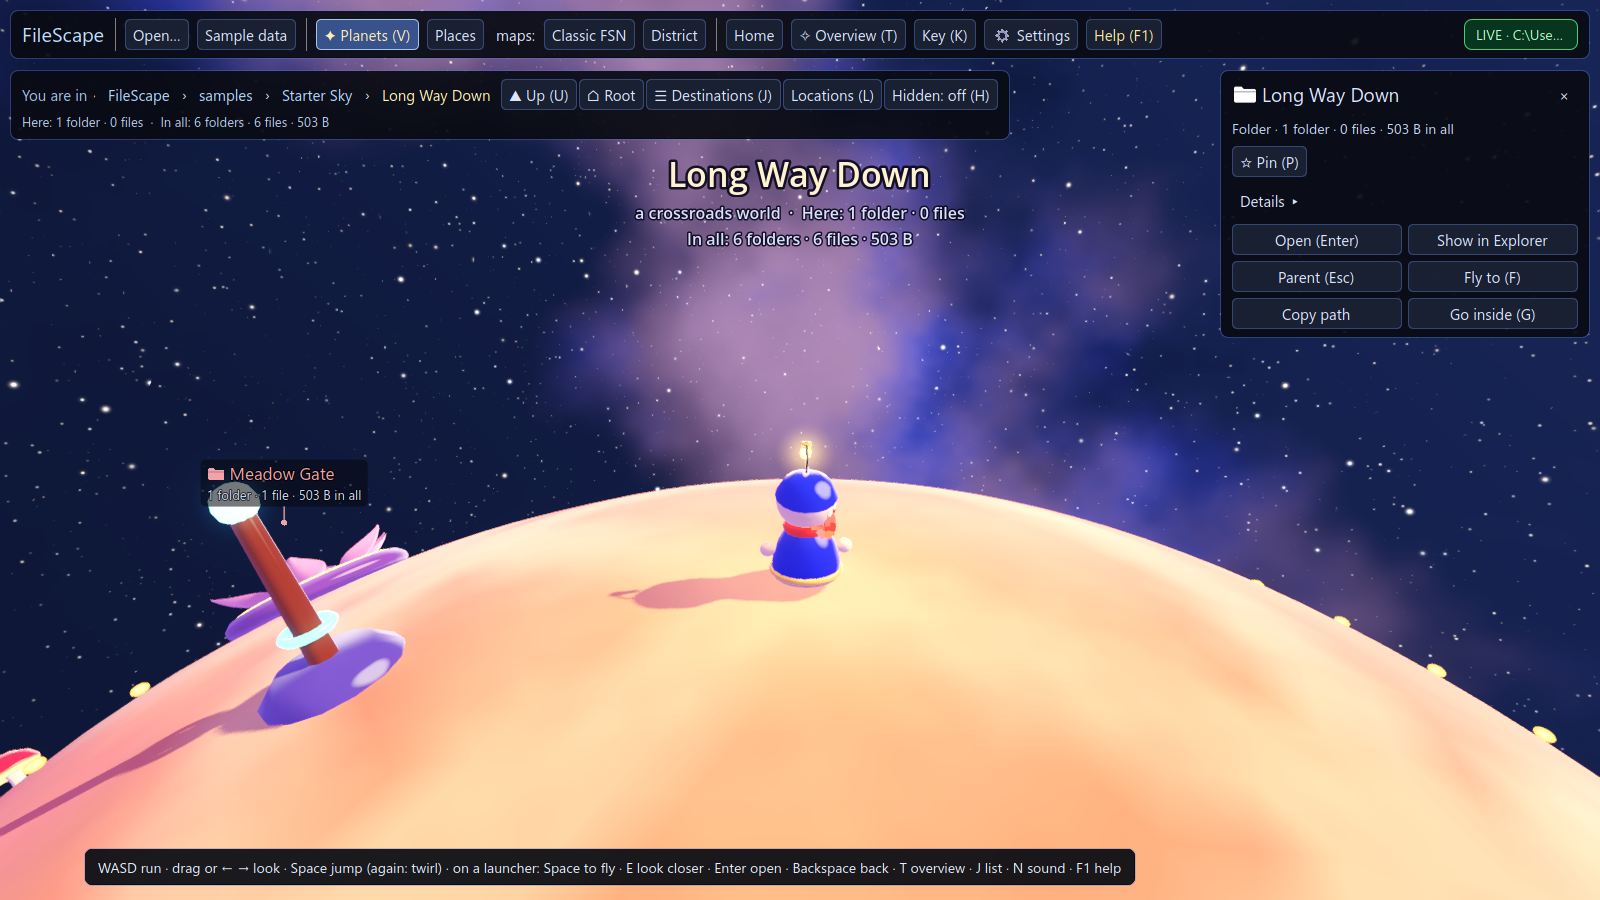 FileScape Open... Sample data ✦ Planets (V) Places maps: Classic FSN District Home ✧ Overview (T) Key (K) ⚙ Settings Help (F1) LIVE · C:\Use...
You are in · FileScape › samples › Starter Sky › Long Way Down ▲ Up (U) ⌂ Root ☰ Destinations (J) Locations (L) Hidden: off (H)
Here: 1 folder · 0 files · In all: 6 folders · 6 files · 503 B
Long Way Down ×
Folder · 1 folder · 0 files · 503 B in all
☆ Pin (P)
Details ▸
Open (Enter) Show in Explorer
Parent (Esc) Fly to (F)
Copy path Go inside (G)
Long Way Down
a crossroads world · Here: 1 folder · 0 files
In all: 6 folders · 6 files · 503 B
Meadow Gate
1 folder · 1 file · 503 B in all
WASD run · drag or ← → look · Space jump (again: twirl) · on a launcher: Space to fly · E look closer · Enter open · Backspace back · T overview · J list · N sound · F1 help